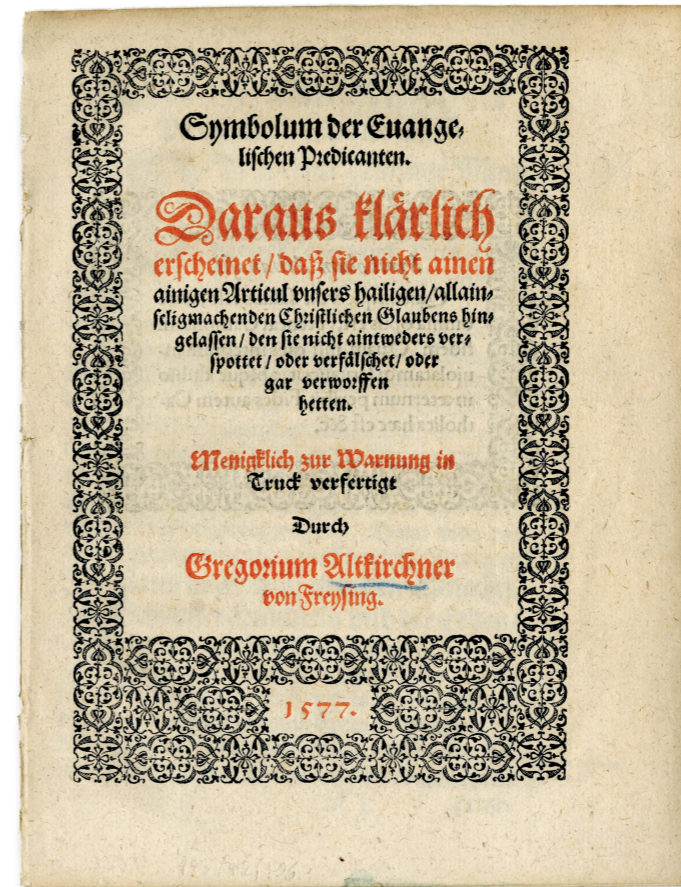 Symbolum der Euange,
lischen Predicanten.
Daraus klärlich
erscheinet / daß sie nicht ainen
ainigen Articul vnsers hailigen/allain,
seligmachenden Christlichen Glaubens hin,
gelassen / den sie nicht aintweders ver,
spottet / oder verfälschet/ oder
gar verworffen
hetten.
Menigklich zur Warnung in
Truck verfertigt
Durch
Gregorium Altkirchner
von Freysing.
1577.